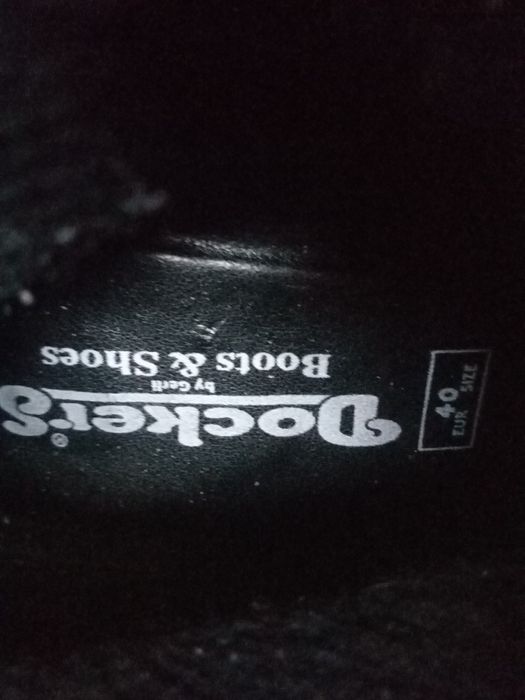 Dockers®
by Gerli
Boots & Shoes
EUR 40
SIZE